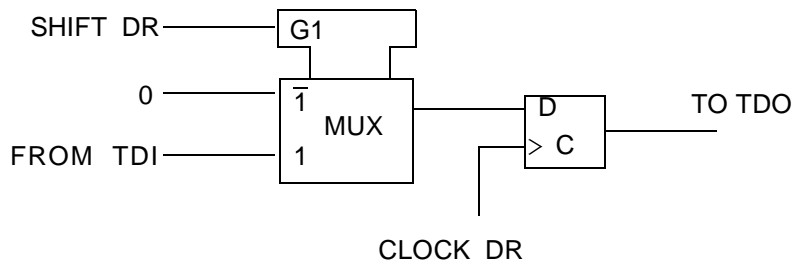 SHIFT DR
G1
0
1̅
MUX
FROM TDI
1
D
C
TO TDO
CLOCK DR